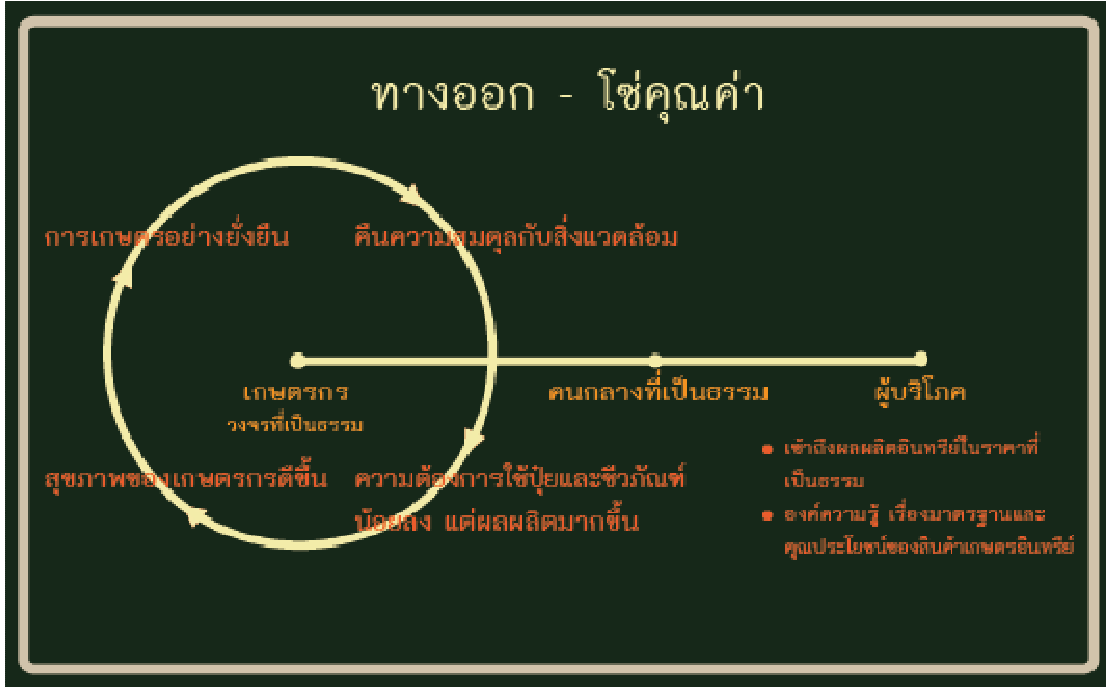 ทางออก - โซ่คุณค่า
การเกษตรอย่างยั่งยืน
คืนความสมดุลกับสิ่งแวดล้อม
เกษตรกร
วงจรที่เป็นธรรม
คนกลางที่เป็นธรรม
ผู้บริโภค
สุขภาพของเกษตรกรดีขึ้น
ความต้องการใช้ปุ๋ยและชีวภัณฑ์
น้อยลง แต่ผลผลิตมากขึ้น
● เข้าถึงผลผลิตอินทรีย์ในราคาที่
เป็นธรรม
● องค์ความรู้ เรื่องมาตรฐานและ
คุณประโยชน์ของสินค้าเกษตรอินทรีย์